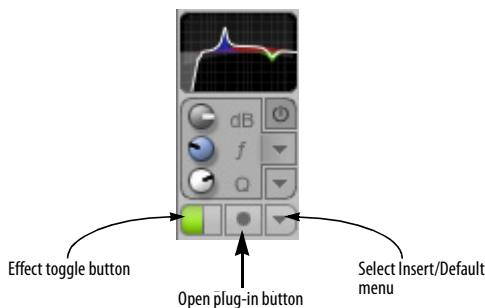 dB
f
Q
Effect toggle button
Open plug-in button
Select Insert/Default
menu